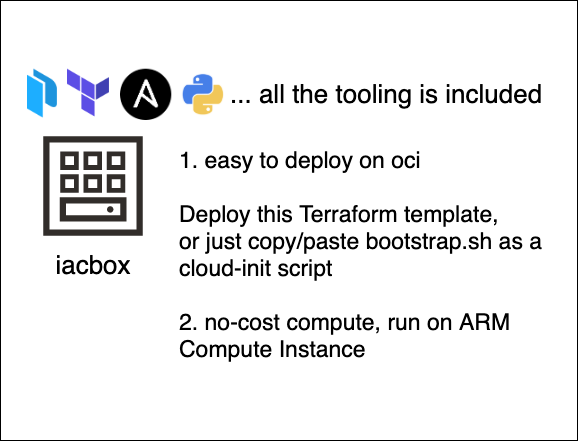 ... all the tooling is included
iacbox
1. easy to deploy on oci
Deploy this Terraform template,
or just copy/paste bootstrap.sh as a
cloud-init script
2. no-cost compute, run on ARM
Compute Instance